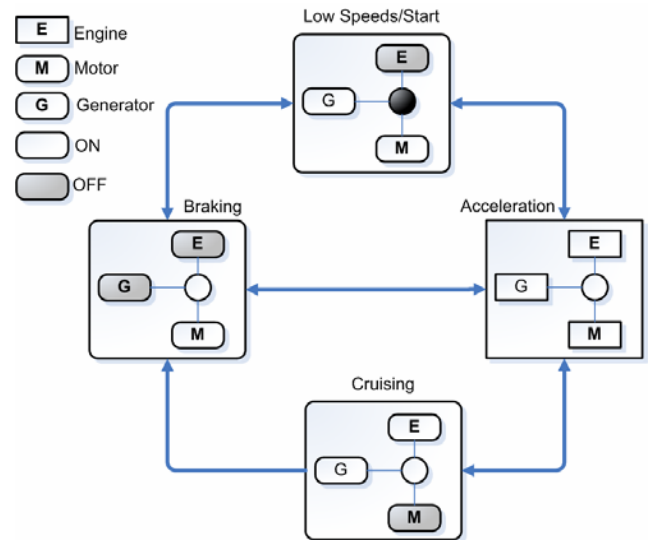 E Engine
M Motor
G Generator
ON
OFF
Low Speeds/Start
E
G
M
Braking
E
G
M
Acceleration
E
G
M
Cruising
E
G
M